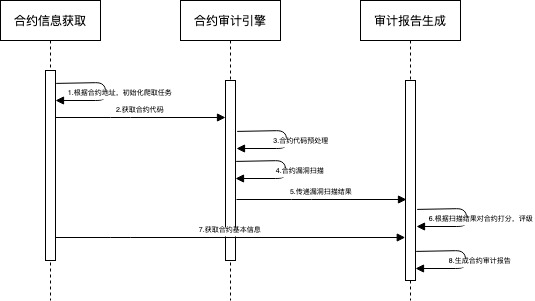 合约信息获取
合约审计引擎
审计报告生成
1.根据合约地址，初始化爬取任务
2.获取合约代码
3.合约代码预处理
4.合约漏洞扫描
5.传递漏洞扫描结果
6.根据扫描结果对合约打分，评级
7.获取合约基本信息
8.生成合约审计报告